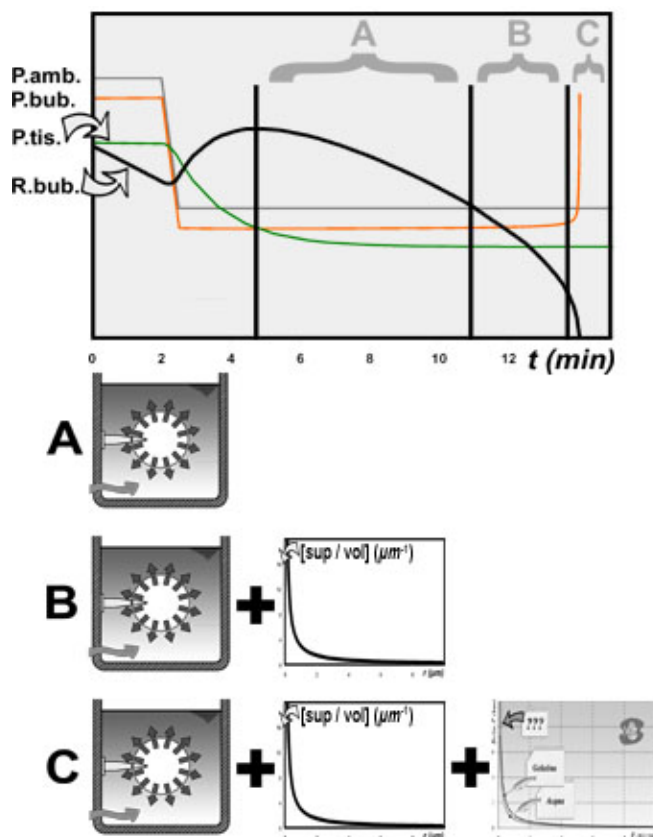 A B C
P.amb.
P.bub.
P.tis.
R.bub.
0 2 4 6 8 10 12 t (min)
A
B
[sup / vol] (µm⁻¹)
r (µm)
C
[sup / vol] (µm⁻¹)
???